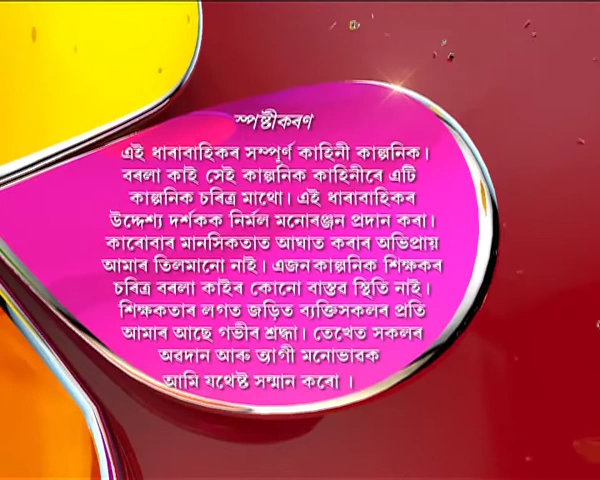 স্পষ্টীকৰণ
এই ধাৰাবাহিকৰ সম্পূৰ্ণ কাহিনী কাল্পনিক।
বৰলা কাই সেই কাল্পনিক কাহিনীৰে এটি
কাল্পনিক চৰিত্ৰ মাথো। এই ধাৰাবাহিকৰ
উদ্দেশ্য দৰ্শকক নিৰ্মল মনোৰঞ্জন প্ৰদান কৰা।
কাৰোবাৰ মানসিকতাত আঘাত কৰাৰ অভিপ্ৰায়
আমাৰ তিলমানো নাই। এজন কাল্পনিক শিক্ষকৰ
চৰিত্ৰ বৰলা কাইৰ কোনো বাস্তৱ স্থিতি নাই।
শিক্ষকতাৰ লগত জড়িত ব্যক্তিসকলৰ প্ৰতি
আমাৰ আছে গভীৰ শ্ৰদ্ধা। তেখেত সকলৰ
অৱদান আৰু ত্যাগী মনোভাৱক
আমি যথেষ্ট সন্মান কৰো ।